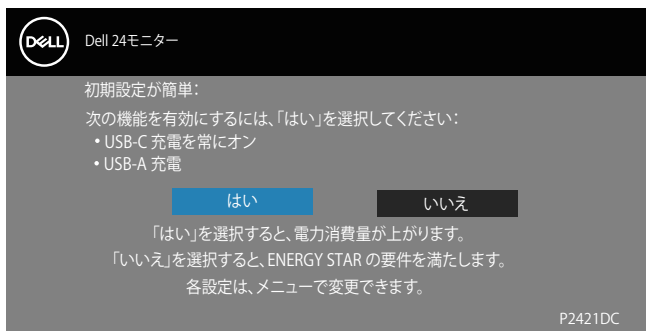 DELL
Dell 24モニター
初期設定が簡単：
次の機能を有効にするには、「はい」を選択してください：
• USB-C 充電を常にオン
• USB-A 充電
はい
いいえ
「はい」を選択すると、電力消費量が上がります。
「いいえ」を選択すると、ENERGY STAR の要件を満たします。
各設定は、メニューで変更できます。
P2421DC